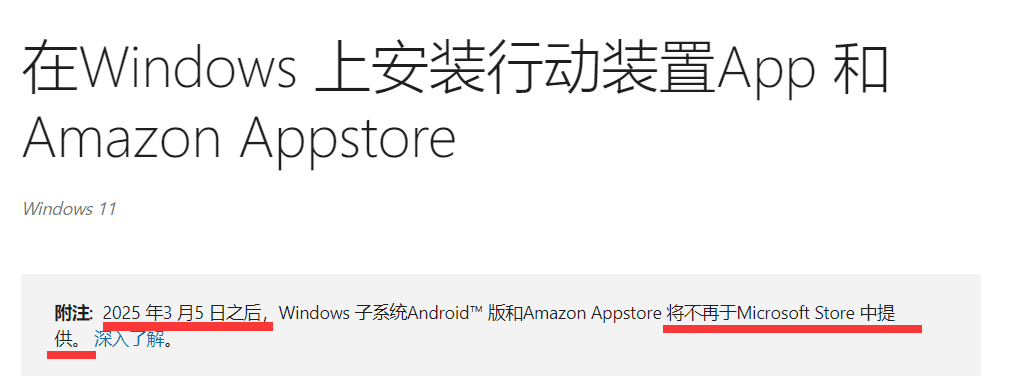 在Windows 上安装行动装置App 和
Amazon Appstore
Windows 11
附注: 2025 年3 月5 日之后，Windows 子系统Android™ 版和Amazon Appstore 将不再于Microsoft Store 中提
供。 深入了解。